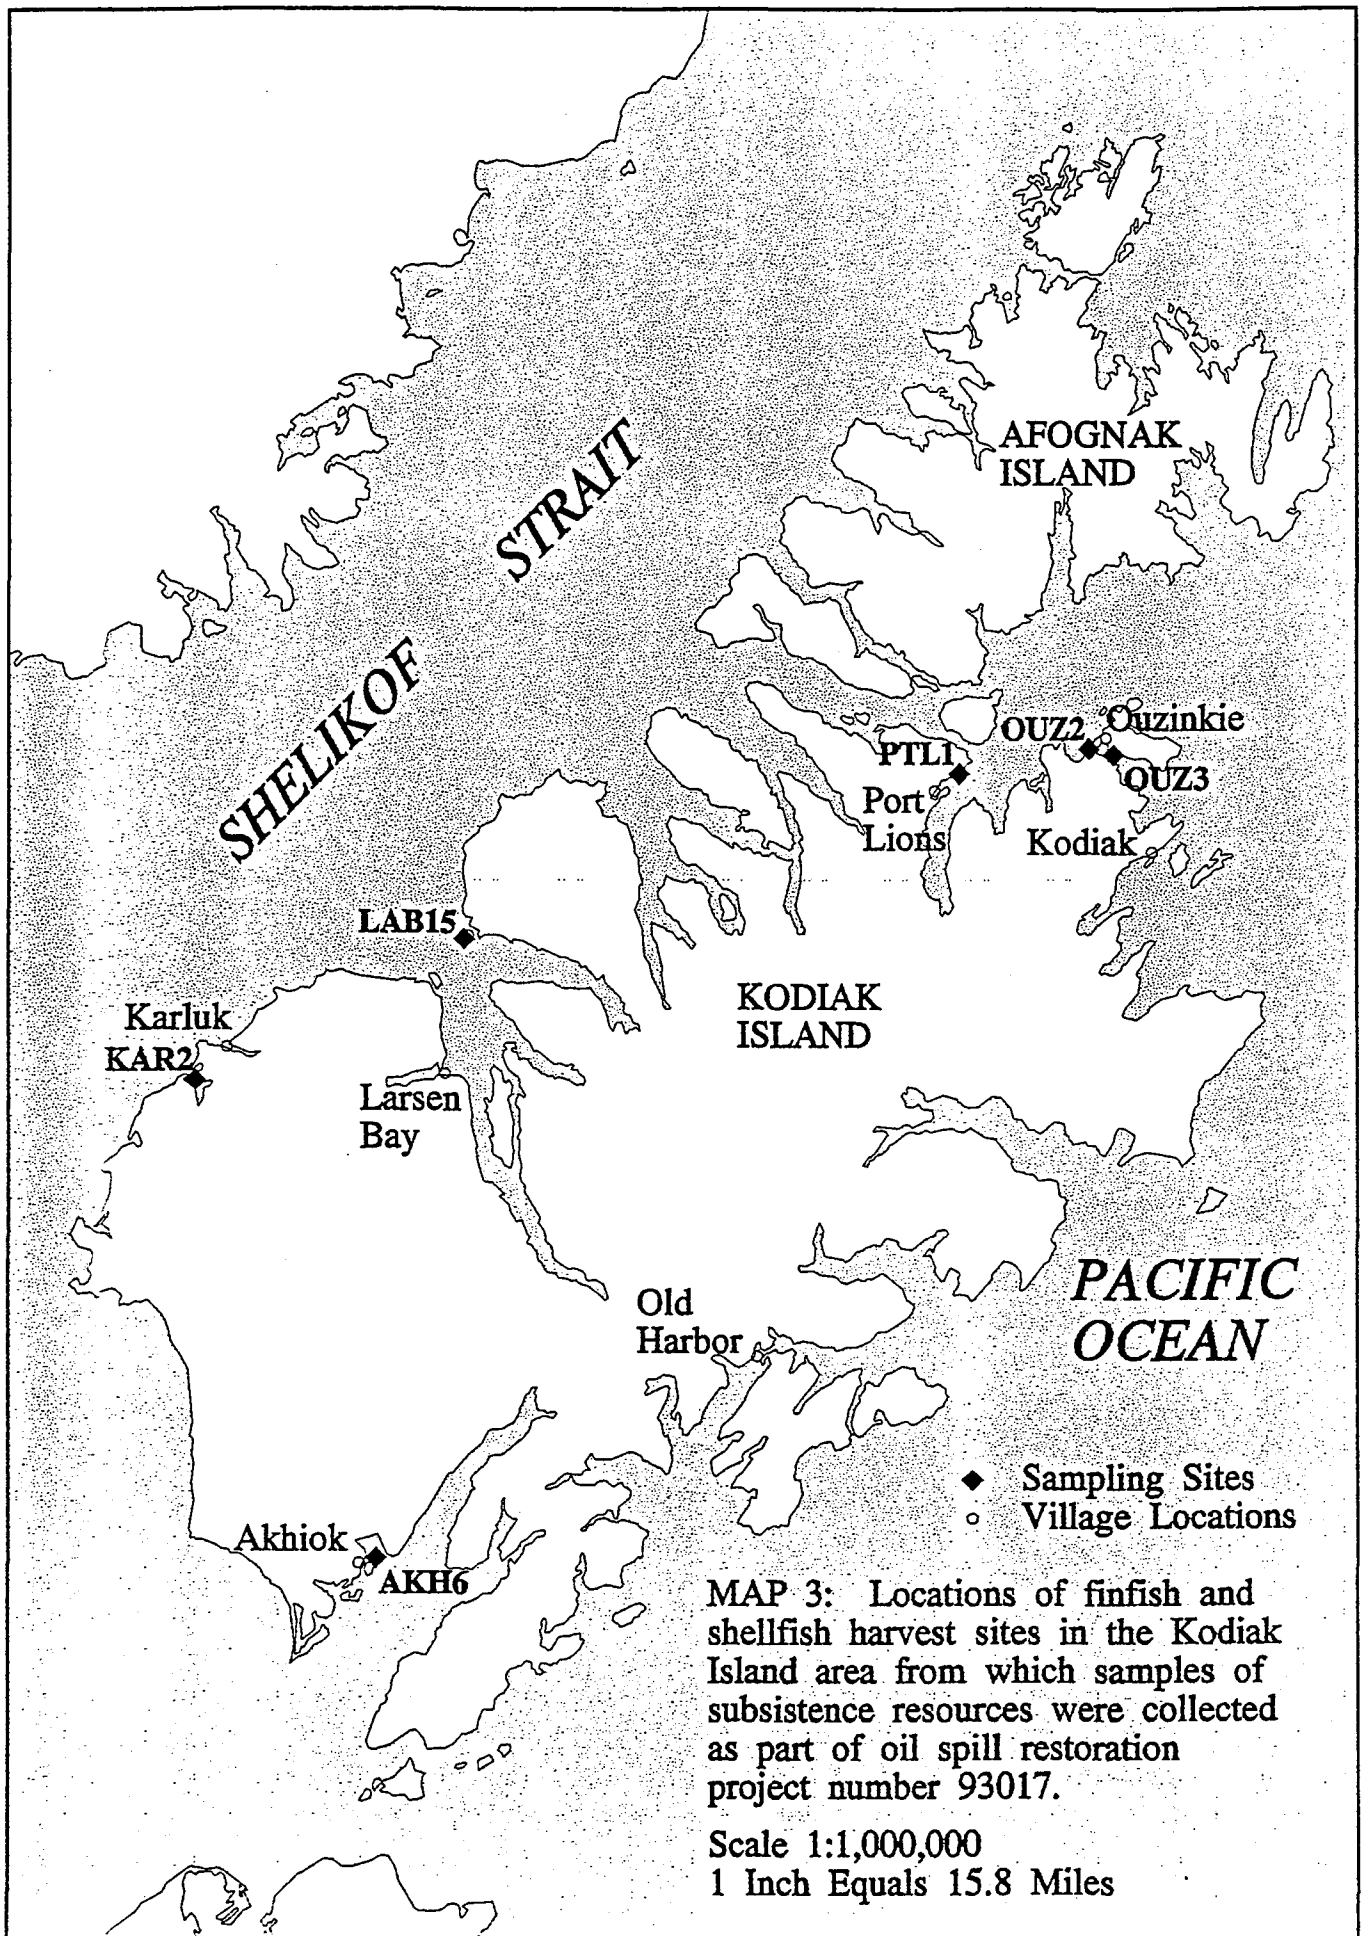 AFOGNAK
ISLAND
STRAIT
SHELIKOF
OUZ2
Ouzinkie
PTL1
OUZ3
Port
Lions
Kodiak
LAB15
KODIAK
ISLAND
Karluk
KAR2
Larsen
Bay
PACIFIC
OCEAN
Old
Harbor
Sampling Sites
Village Locations
Akhiok
AKH6
MAP 3: Locations of finfish and
shellfish harvest sites in the Kodiak
Island area from which samples of
subsistence resources were collected
as part of oil spill restoration
project number 93017.
Scale 1:1,000,000
1 Inch Equals 15.8 Miles